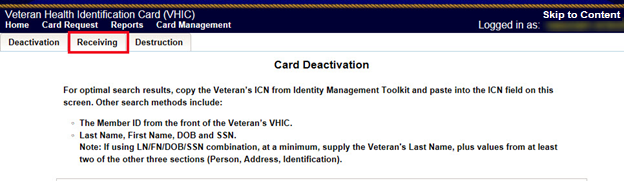 Veteran Health Identification Card (VHIC) Skip to Content
Home Card Request Reports Card Management Logged in as:
Deactivation Receiving Destruction
Card Deactivation
For optimal search results, copy the Veteran's ICN from Identity Management Toolkit and paste into the ICN field on this
screen. Other search methods include:
The Member ID from the front of the Veteran's VHIC.
Last Name, First Name, DOB and SSN.
Note: If using LN/FN/DOB/SSN combination, at a minimum, supply the Veteran's Last Name, plus values from at least
two of the other three sections (Person, Address, Identification).